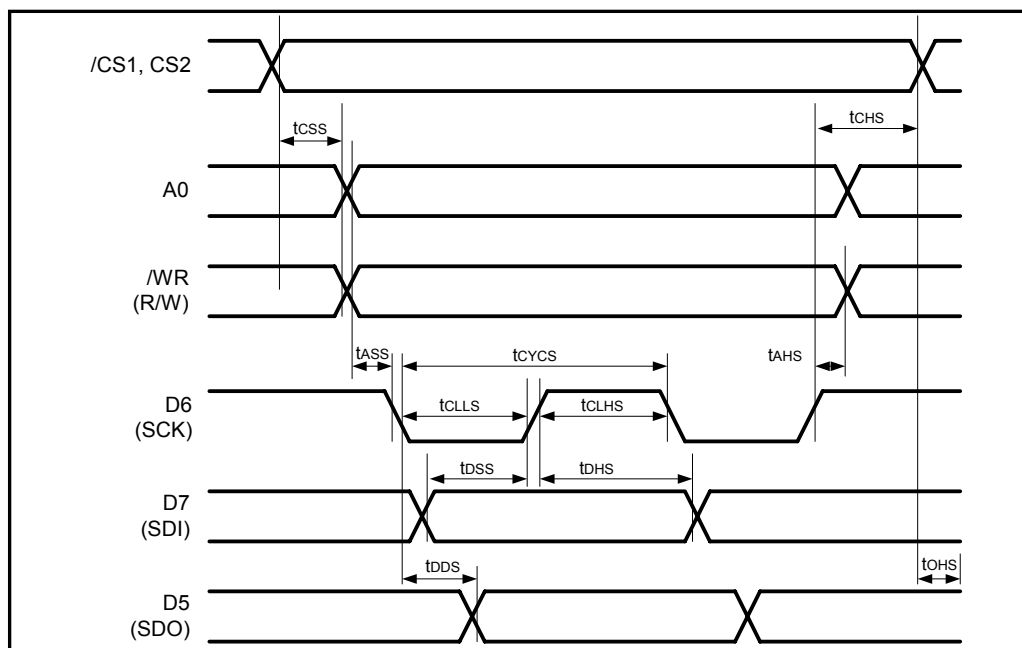 /CS1, CS2
tCSS
tCHS
A0
/WR
(R/W)
tASS
tCYCS
tAHS
D6
(SCK)
tCLLS
tCLHS
tDSS
tDHS
D7
(SDI)
tDDS
tOHS
D5
(SDO)